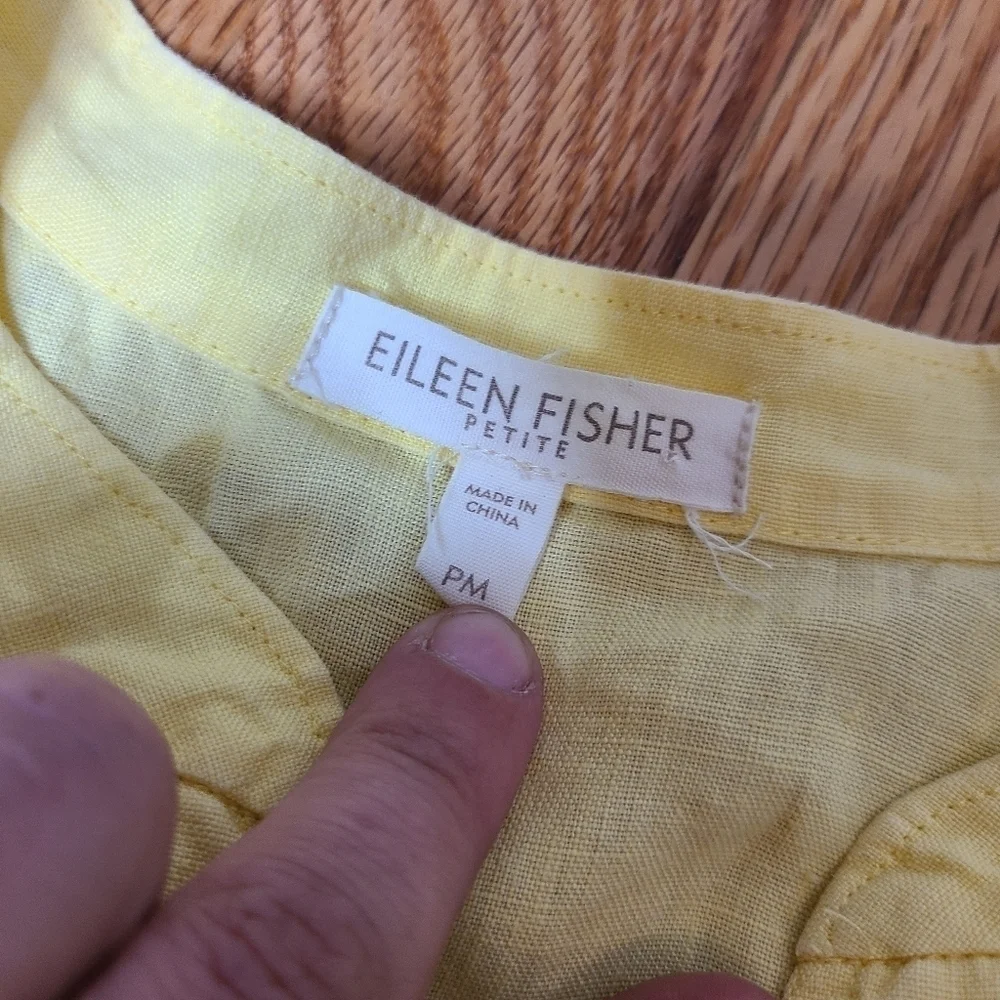 EILEEN FISHER
PETITE
MADE IN
CHINA
PM